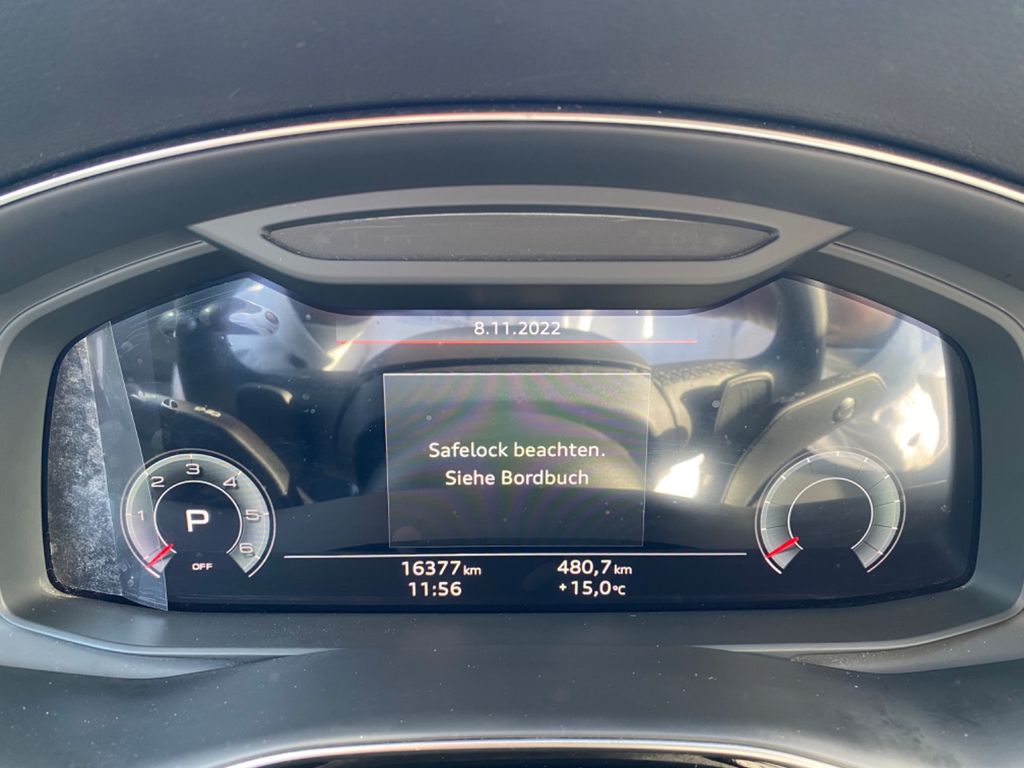 8.11.2022
Safelock beachten.
Siehe Bordbuch
1
2
3
4
5
6
P
OFF
16377 km
480,7 km
11:56
+15,0 °C